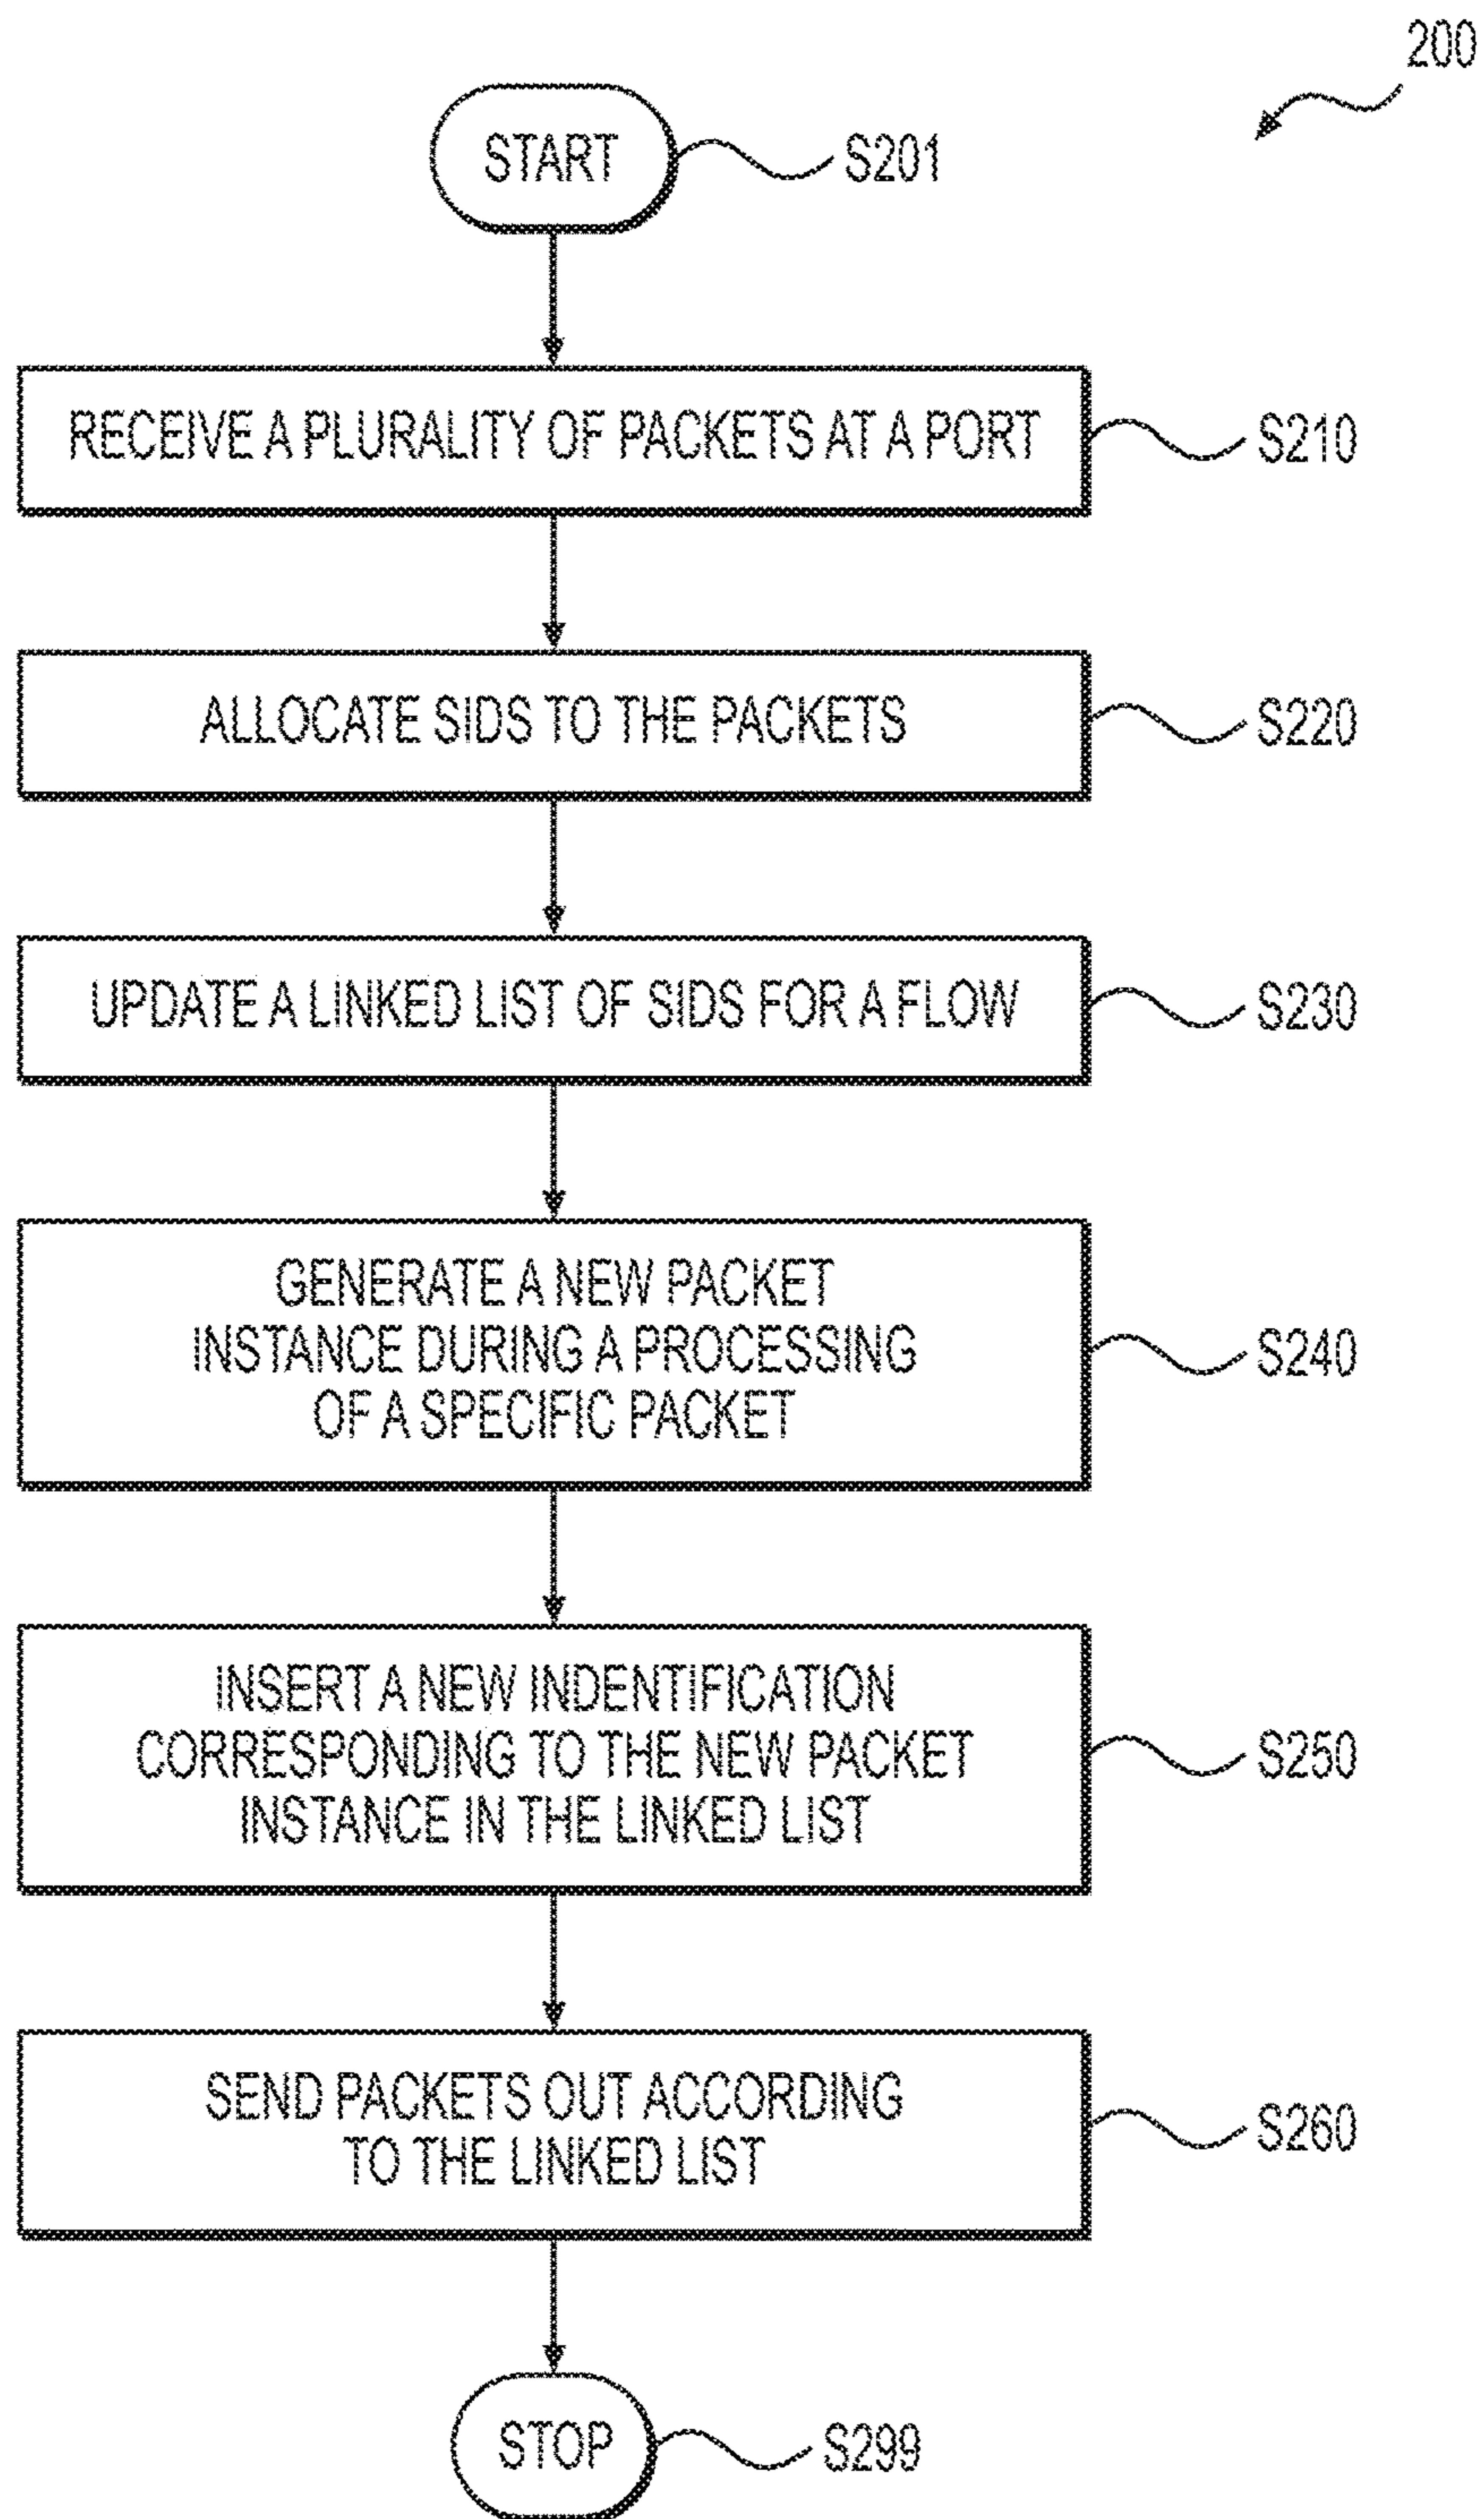 200
START
S201
RECEIVE A PLURALITY OF PACKETS AT A PORT
S210
ALLOCATE SIDS TO THE PACKETS
S220
UPDATE A LINKED LIST OF SIDS FOR A FLOW
S230
GENERATE A NEW PACKET
INSTANCE DURING A PROCESSING
OF A SPECIFIC PACKET
S240
INSERT A NEW INDENTIFICATION
CORRESPONDING TO THE NEW PACKET
INSTANCE IN THE LINKED LIST
S250
SEND PACKETS OUT ACCORDING
TO THE LINKED LIST
S260
STOP
S299